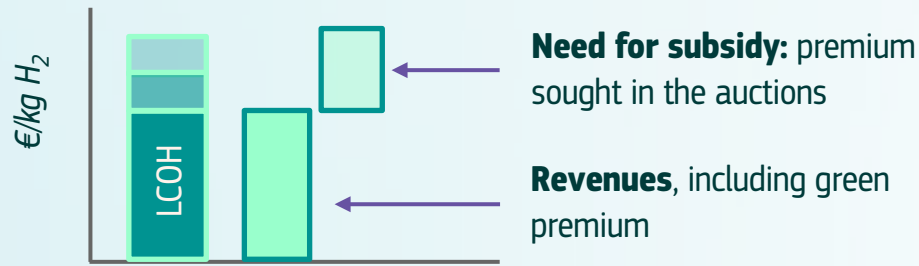 €/kg H₂
LCOH
Need for subsidy: premium
sought in the auctions
Revenues, including green
premium